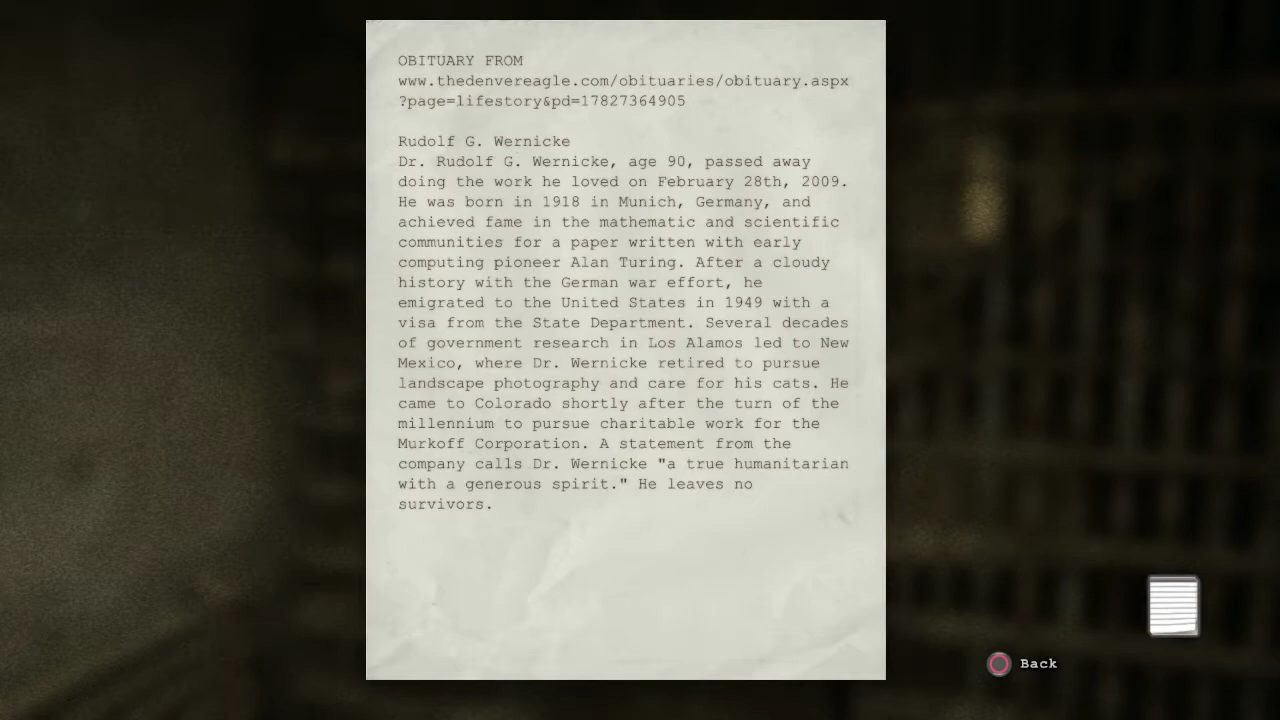 OBITUARY FROM
www.thedenvereagle.com/obituaries/obituary.aspx
?page=lifestory&pd=17827364905
Rudolf G. Wernicke
Dr. Rudolf G. Wernicke, age 90, passed away
doing the work he loved on February 28th, 2009.
He was born in 1918 in Munich, Germany, and
achieved fame in the mathematic and scientific
communities for a paper written with early
computing pioneer Alan Turing. After a cloudy
history with the German war effort, he
emigrated to the United States in 1949 with a
visa from the State Department. Several decades
of government research in Los Alamos led to New
Mexico, where Dr. Wernicke retired to pursue
landscape photography and care for his cats. He
came to Colorado shortly after the turn of the
millennium to pursue charitable work for the
Murkoff Corporation. A statement from the
company calls Dr. Wernicke "a true humanitarian
with a generous spirit." He leaves no
survivors.
Back